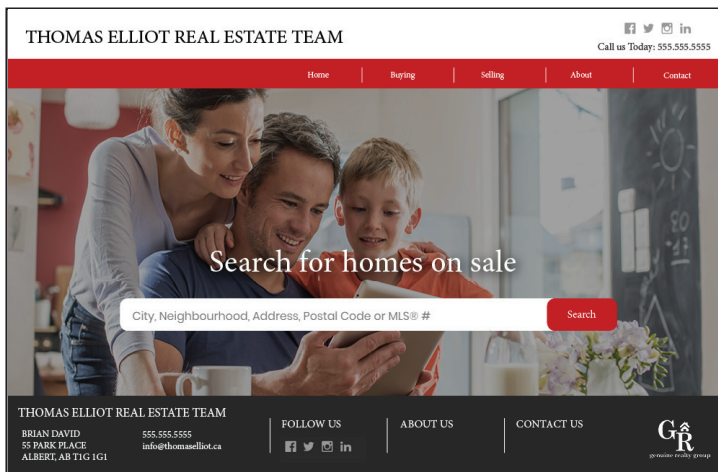 THOMAS ELLIOT REAL ESTATE TEAM
Call us Today: 555.555.5555
Home
Buying
Selling
About
Contact
Search for homes on sale
City, Neighbourhood, Address, Postal Code or MLS® #
Search
THOMAS ELLIOT REAL ESTATE TEAM
BRIAN DAVID
55 PARK PLACE
ALBERT, AB T1G 1G1
555.555.5555
info@thomaselliot.ca
FOLLOW US
ABOUT US
CONTACT US
GR
genuine realty group